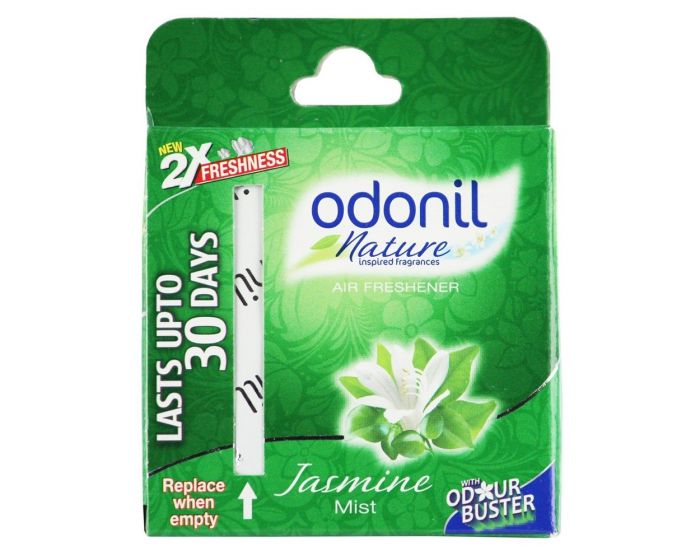 NEW
2X FRESHNESS
odonil
Nature
inspired fragrances
AIR FRESHENER
LASTS UPTO
30 DAYS
Replace
when
empty
Jasmine
Mist
WITH
ODOUR
BUSTER